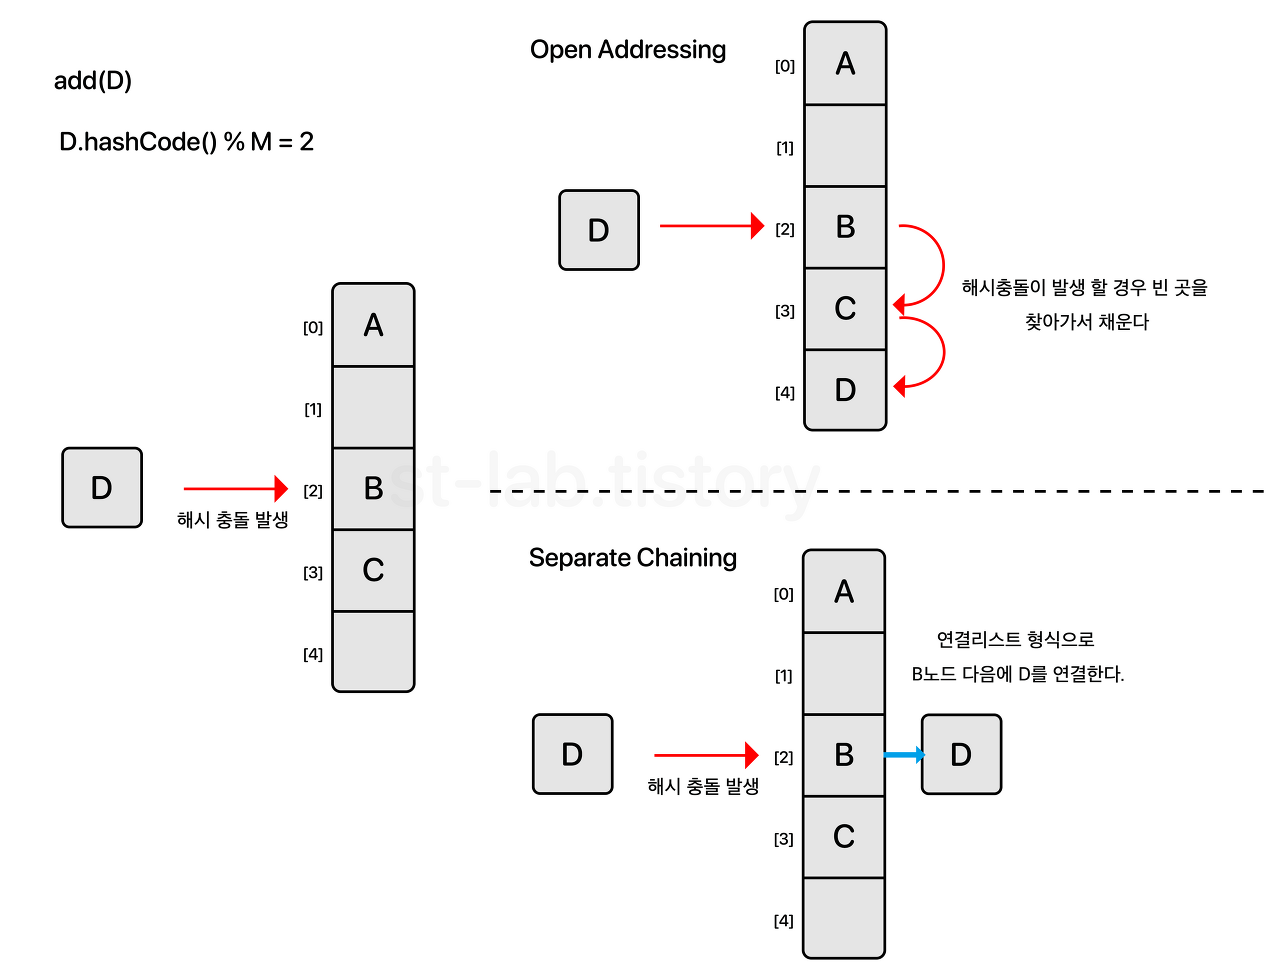 add(D)
D.hashCode() % M = 2
[0]
A
[1]
D
해시 충돌 발생
[2]
B
[3]
C
[4]
Open Addressing
[0]
A
[1]
D
[2]
B
[3]
C
[4]
D
해시충돌이 발생 할 경우 빈 곳을
찾아가서 채운다
st-lab.tistory
Separate Chaining
[0]
A
[1]
연결리스트 형식으로
B노드 다음에 D를 연결한다.
D
해시 충돌 발생
[2]
B
D
[3]
C
[4]